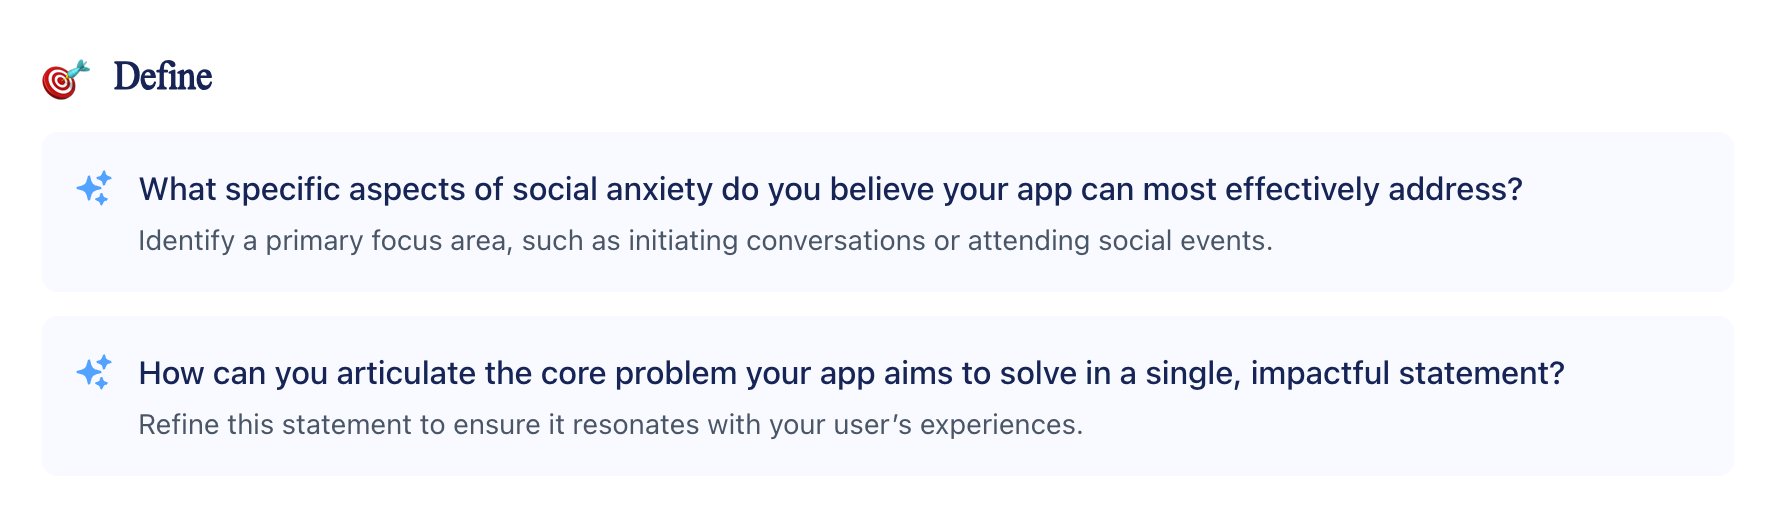 Define
What specific aspects of social anxiety do you believe your app can most effectively address?
Identify a primary focus area, such as initiating conversations or attending social events.
How can you articulate the core problem your app aims to solve in a single, impactful statement?
Refine this statement to ensure it resonates with your user’s experiences.